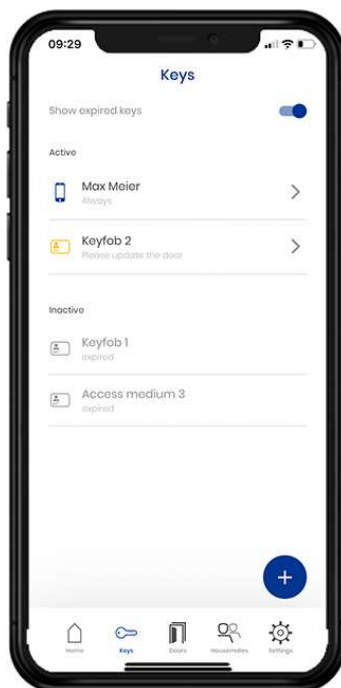 09:29
Keys
Show expired keys
Active
Max Meier
Always
Keyfob 2
Please update the door
Inactive
Keyfob 1
expired
Access medium 3
expired
+
Home Keys Doors Housemates Settings